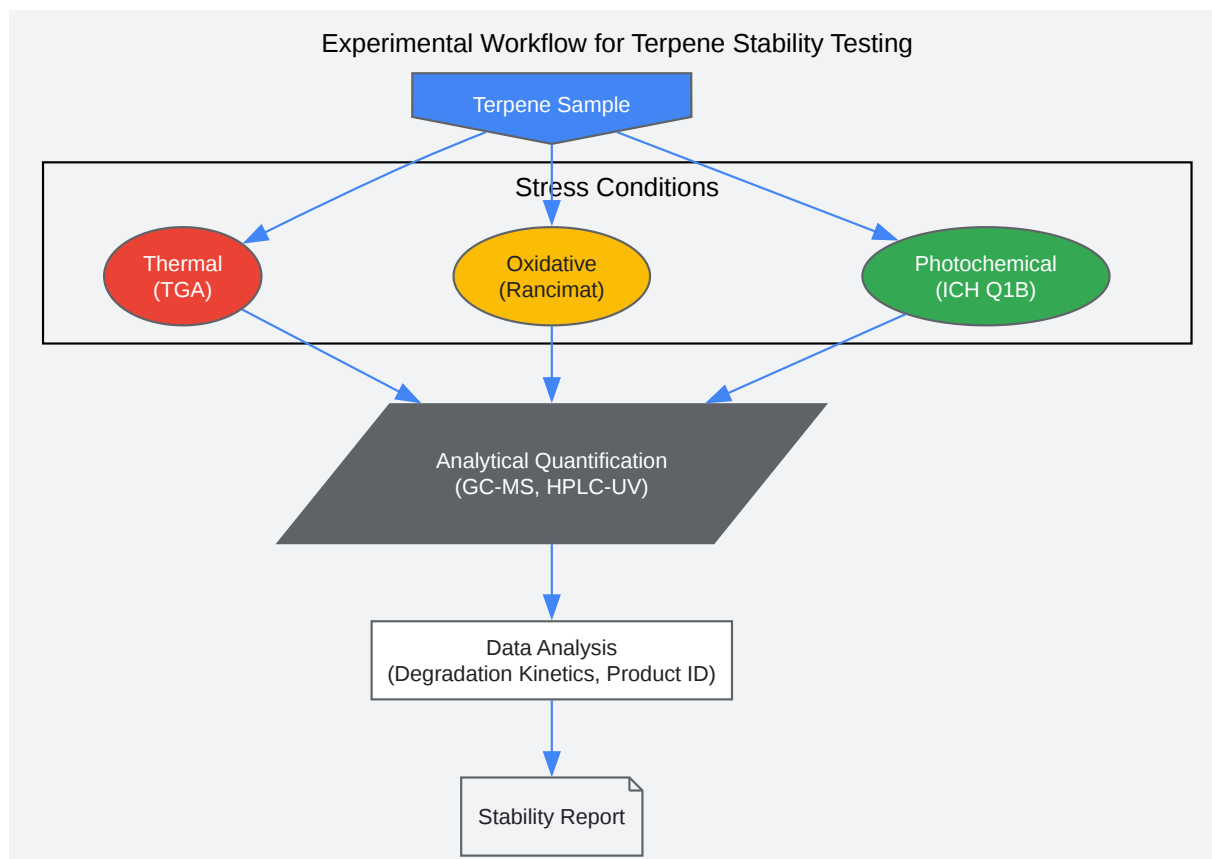 Experimental Workflow for Terpene Stability Testing
Terpene Sample
Stress Conditions
Thermal
(TGA)
Oxidative
(Rancimat)
Photochemical
(ICH Q1B)
Analytical Quantification
(GC-MS, HPLC-UV)
Data Analysis
(Degradation Kinetics, Product ID)
Stability Report